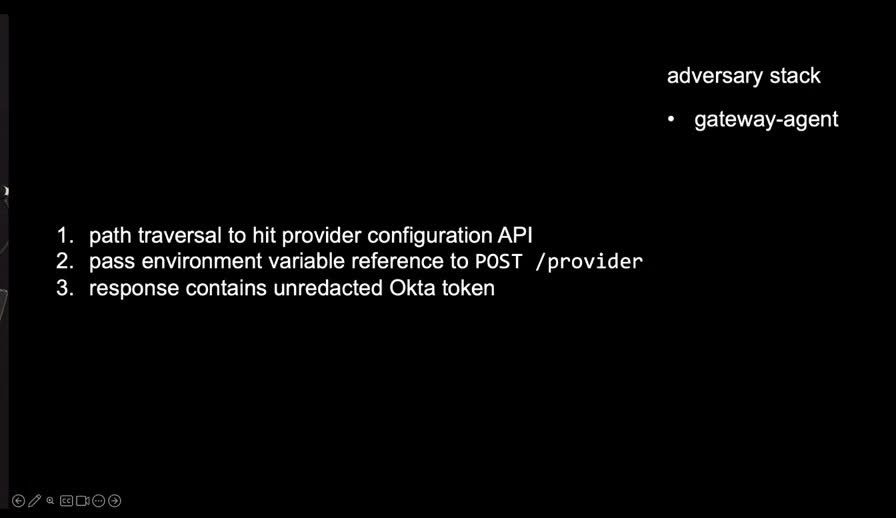 adversary stack
• gateway-agent
1. path traversal to hit provider configuration API
2. pass environment variable reference to POST /provider
3. response contains unredacted Okta token
CC